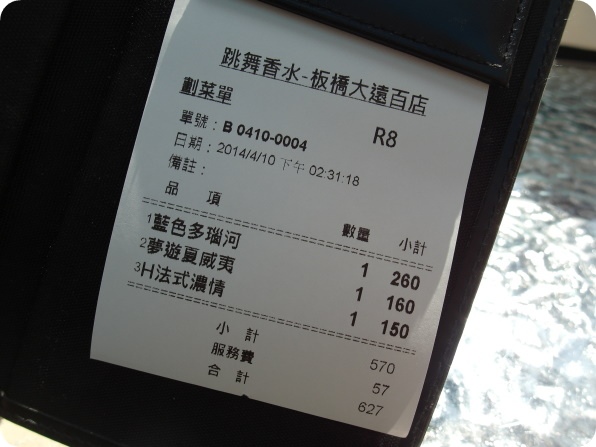 跳舞香水-板橋大遠百店
劃菜單 R8
單號：B 0410-0004
日期：2014/4/10 下午 02:31:18
備註：
品 項 數量 小計
1藍色多瑙河 1 260
2夢遊夏威夷 1 160
3H法式濃情 1 150
小 計 570
服務費 57
合 計 627